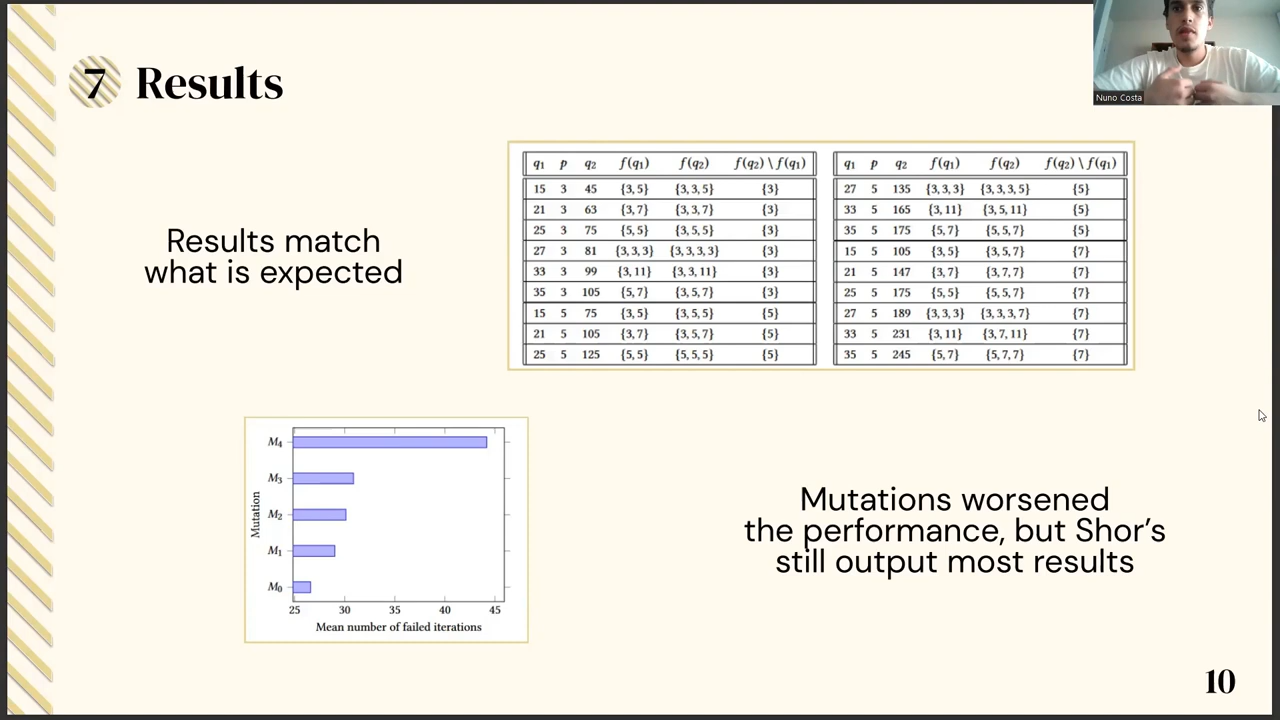 7 Results
Nuno Costa
Results match
what is expected
q₁ p q₂ f(q₁) f(q₂) f(q₂) \ f(q₁)
15 3 45 {3, 5} {3, 3, 5} {3}
21 3 63 {3, 7} {3, 3, 7} {3}
25 3 75 {5, 5} {3, 5, 5} {3}
27 3 81 {3, 3, 3} {3, 3, 3, 3} {3}
33 3 99 {3, 11} {3, 3, 11} {3}
35 3 105 {5, 7} {3, 5, 7} {3}
15 5 75 {3, 5} {3, 5, 5} {5}
21 5 105 {3, 7} {3, 5, 7} {5}
25 5 125 {5, 5} {5, 5, 5} {5}
q₁ p q₂ f(q₁) f(q₂) f(q₂) \ f(q₁)
27 5 135 {3, 3, 3} {3, 3, 3, 5} {5}
33 5 165 {3, 11} {3, 5, 11} {5}
35 5 175 {5, 7} {5, 5, 7} {5}
15 5 105 {3, 5} {3, 5, 7} {7}
21 5 147 {3, 7} {3, 7, 7} {7}
25 5 175 {5, 5} {5, 5, 7} {7}
27 5 189 {3, 3, 3} {3, 3, 3, 7} {7}
33 5 231 {3, 11} {3, 7, 11} {7}
35 5 245 {5, 7} {5, 7, 7} {7}
Mutation
M₄
M₃
M₂
M₁
M₀
25 30 35 40 45
Mean number of failed iterations
Mutations worsened
the performance, but Shor’s
still output most results
10